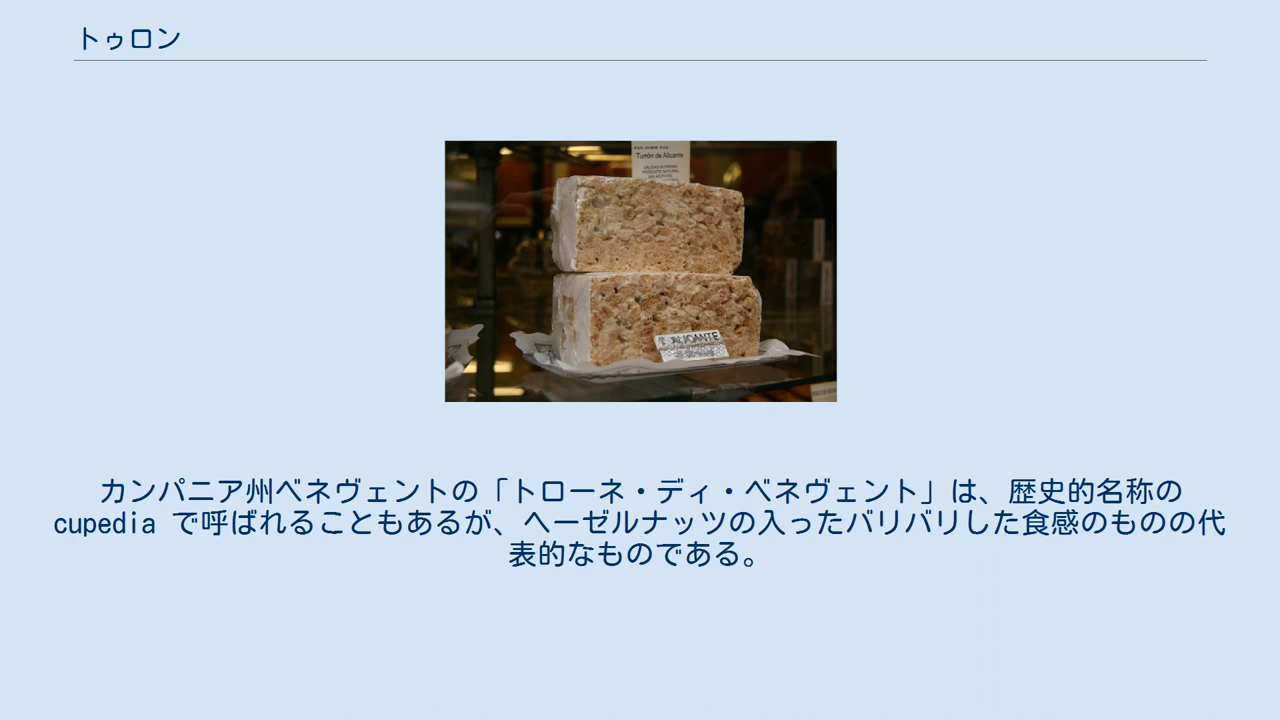 トゥロン
Turrón de Alicante
CALIDAD SUPREMA
PRODUCTO NATURAL
ALICANTE
カンパニア州ベネヴェントの「トローネ・ディ・ベネヴェント」は、歴史的名称の
cupedia で呼ばれることもあるが、ヘーゼルナッツの入ったバリバリした食感のものの代
表的なものである。